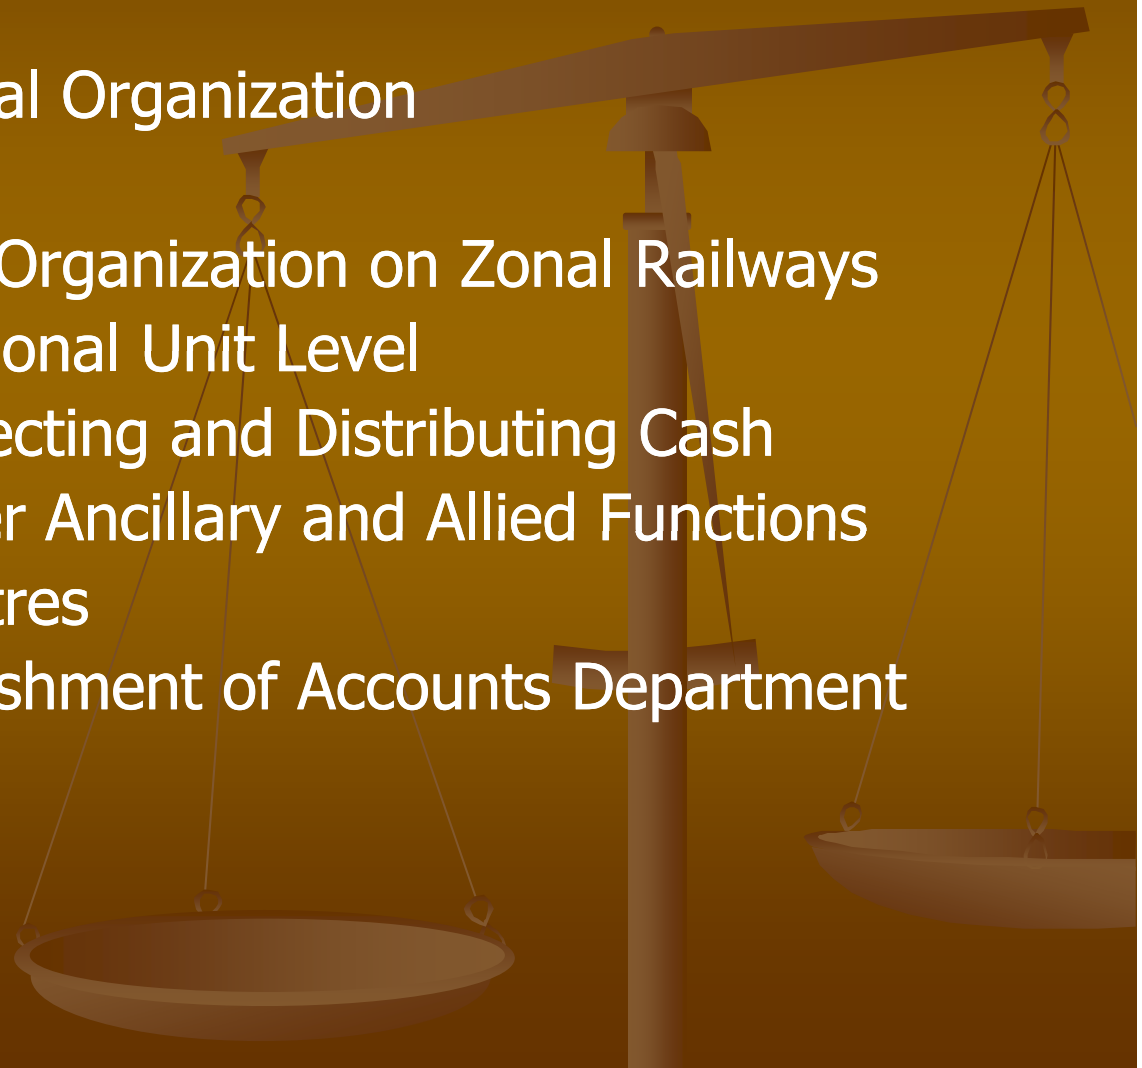 al Organization
Organization on Zonal Railways
onal Unit Level
ecting and Distributing Cash
r Ancillary and Allied Functions
tres
shment of Accounts Department